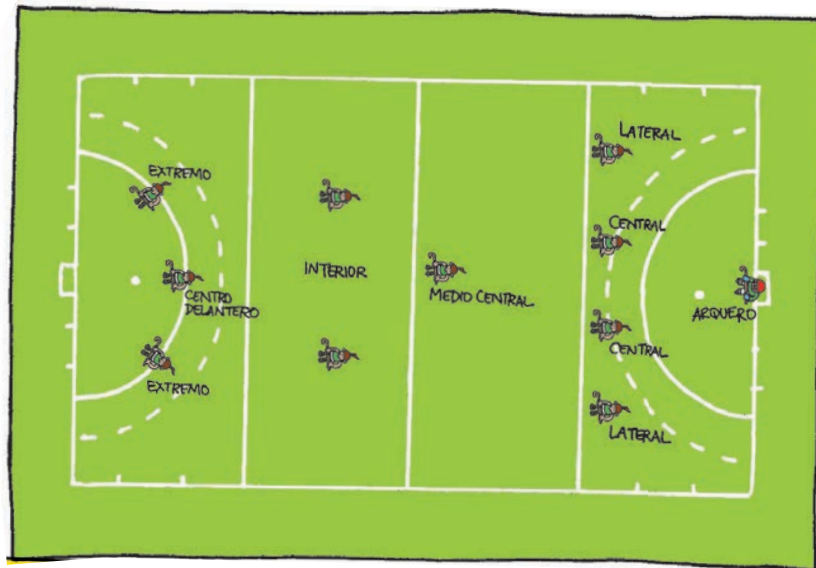 EXTREMO
CENTRO
DELANTERO
EXTREMO
INTERIOR
MEDIO CENTRAL
LATERAL
CENTRAL
CENTRAL
LATERAL
ARQUERO